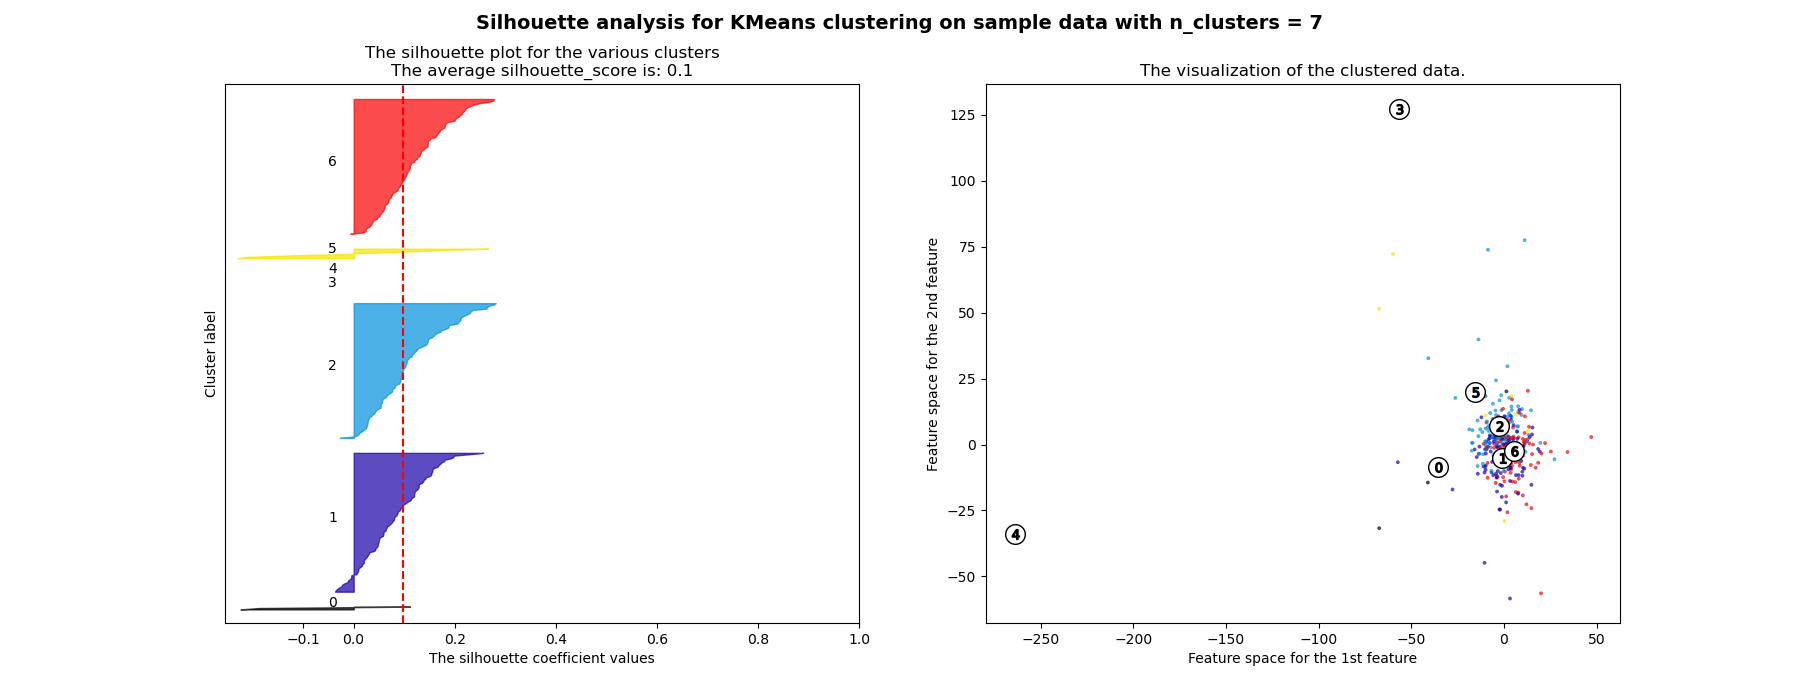 Silhouette analysis for KMeans clustering on sample data with n_clusters = 7
The silhouette plot for the various clusters
The average silhouette_score is: 0.1
Cluster label
6
5
4
3
2
1
0
−0.1 0.0 0.2 0.4 0.6 0.8 1.0
The silhouette coefficient values
The visualization of the clustered data.
Feature space for the 2nd feature
125
100
75
50
25
0
−25
−50
3
5
2
6
1
0
4
−250 −200 −150 −100 −50 0 50
Feature space for the 1st feature